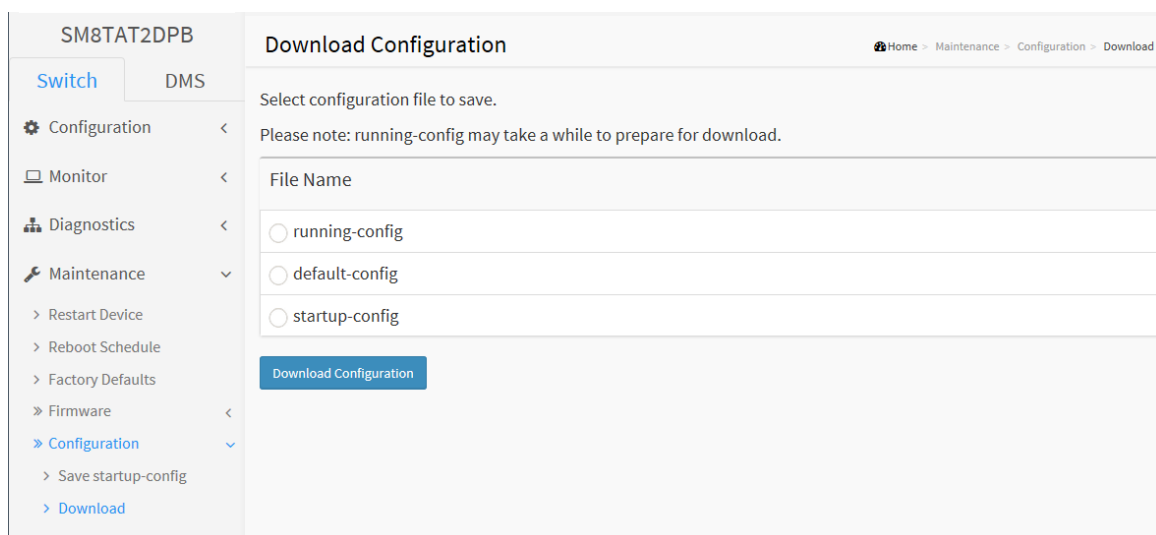 SM8TAT2DPB
Switch DMS
Configuration
Monitor
Diagnostics
Maintenance
Restart Device
Reboot Schedule
Factory Defaults
Firmware
Configuration
Save startup-config
Download
Download Configuration
Home > Maintenance > Configuration > Download
Select configuration file to save.
Please note: running-config may take a while to prepare for download.
File Name
running-config
default-config
startup-config
Download Configuration